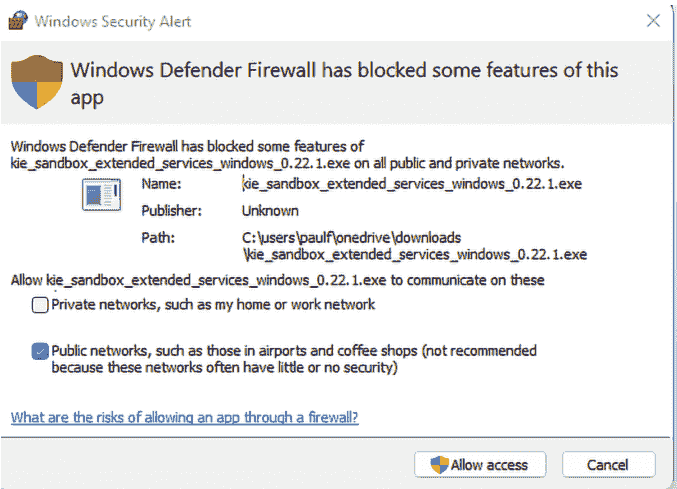 Windows Security Alert
Windows Defender Firewall has blocked some features of this
app
Windows Defender Firewall has blocked some features of
kie_sandbox_extended_services_windows_0.22.1.exe on all public and private networks.
Name: kie_sandbox_extended_services_windows_0.22.1.exe
Publisher: Unknown
Path: C:\users\paulf\onedrive\downloads
\kie_sandbox_extended_services_windows_0.22.1.exe
Allow kie_sandbox_extended_services_windows_0.22.1.exe to communicate on these
Private networks, such as my home or work network
Public networks, such as those in airports and coffee shops (not recommended
because these networks often have little or no security)
What are the risks of allowing an app through a firewall?
Allow access Cancel